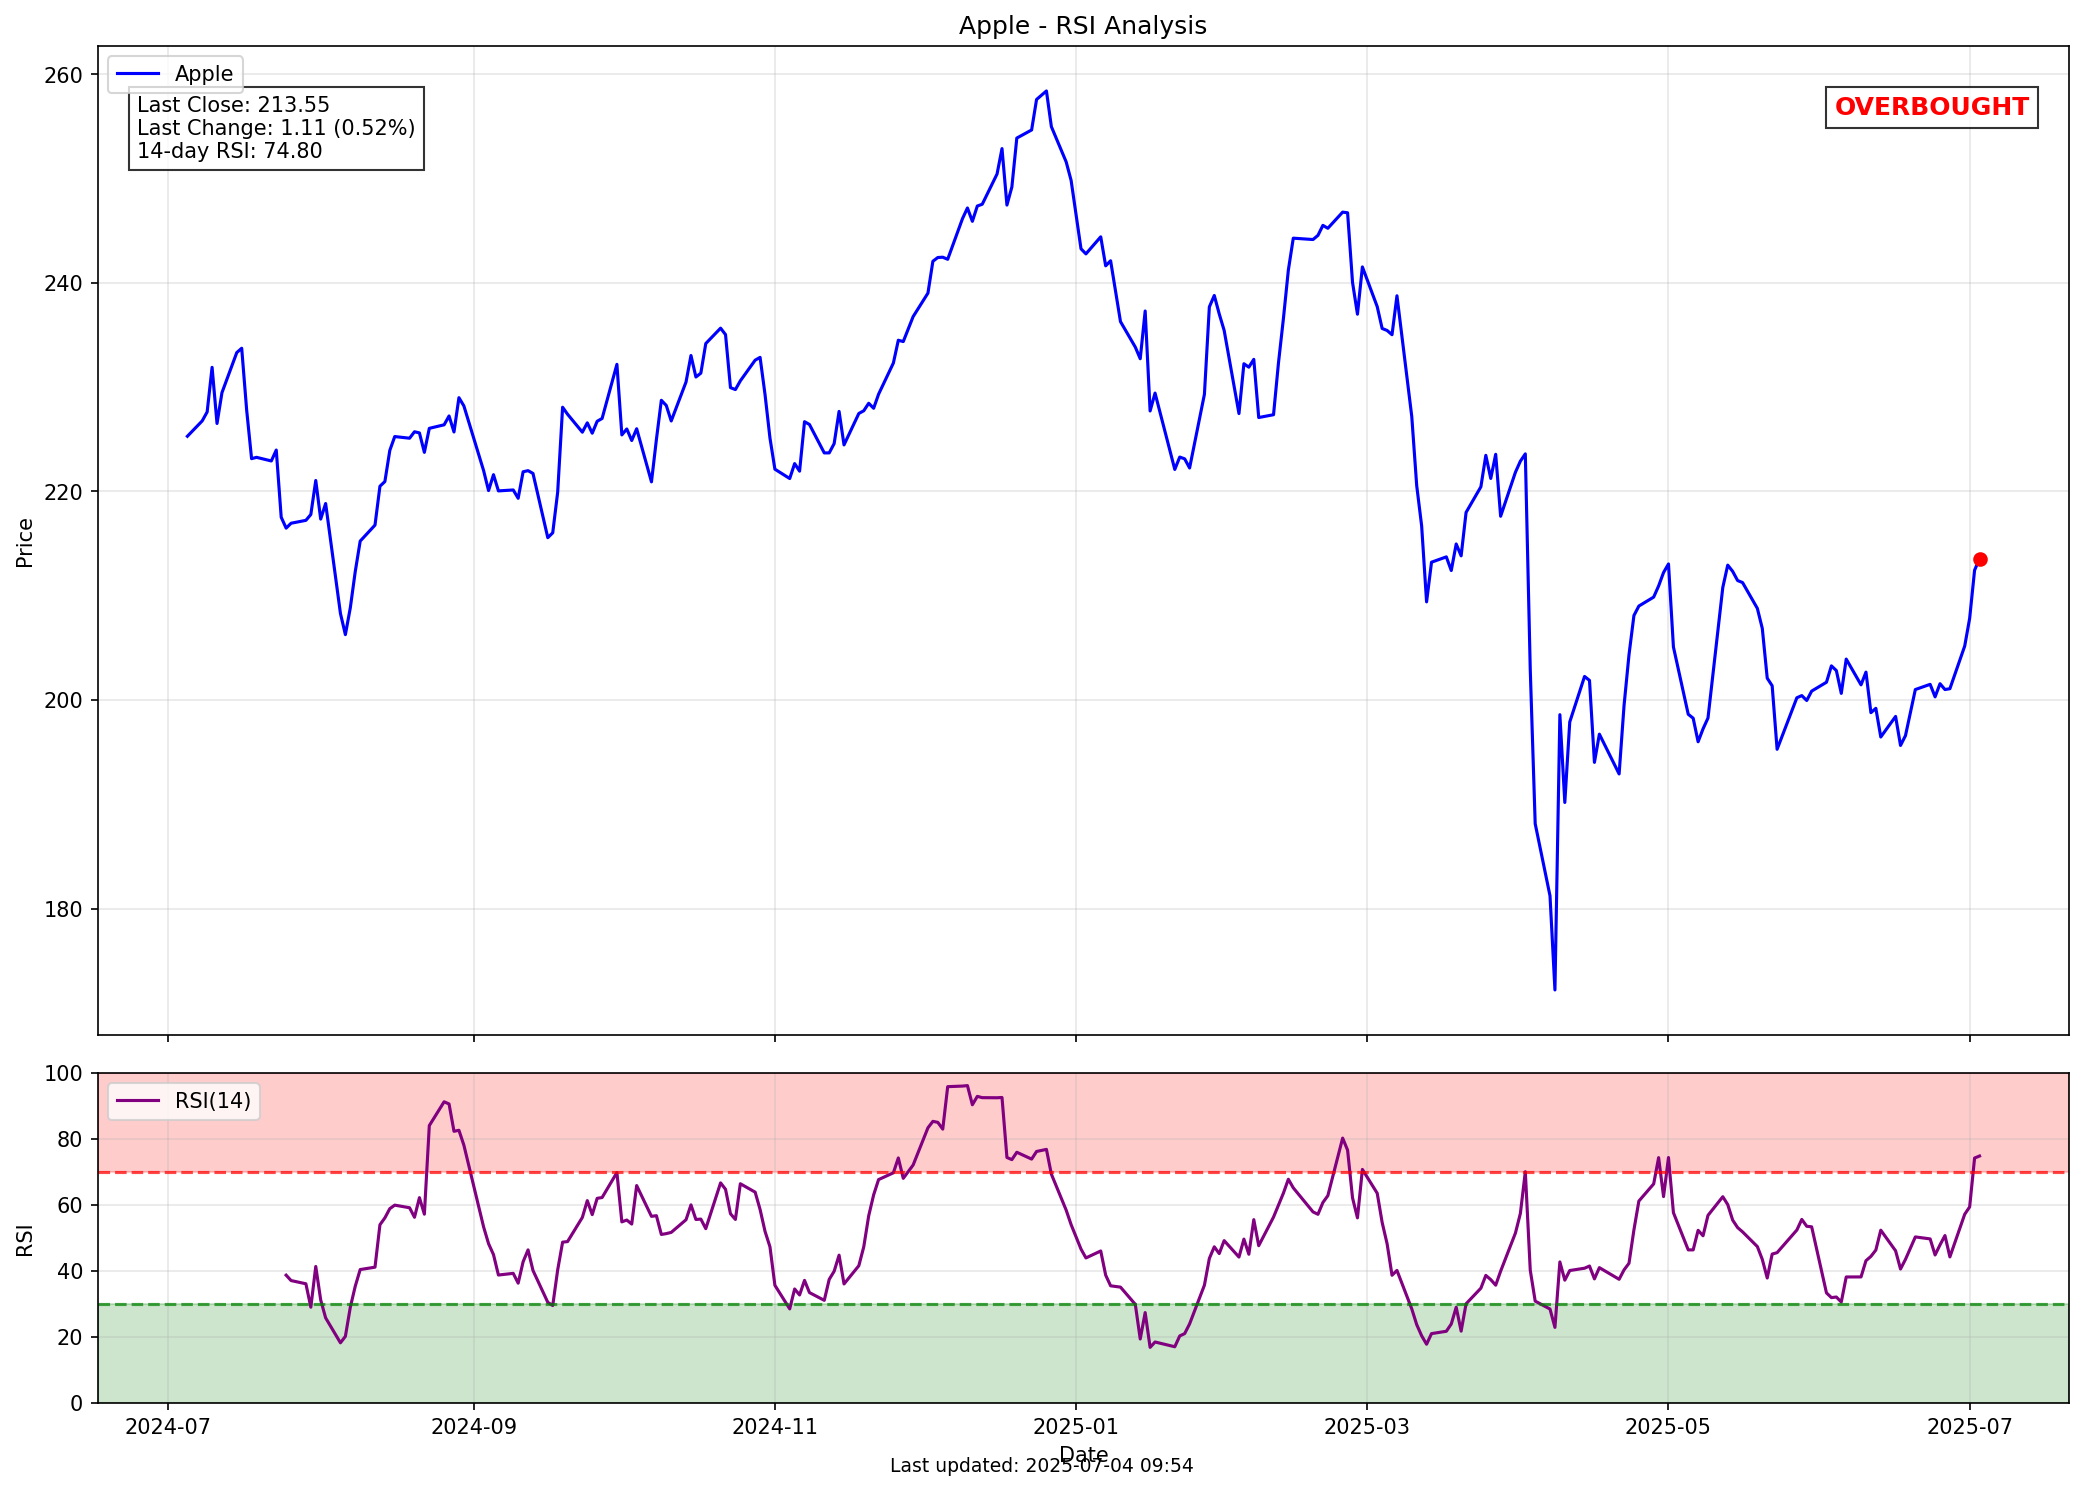 Apple - RSI Analysis
Apple
Last Close: 213.55
Last Change: 1.11 (0.52%)
14-day RSI: 74.80
OVERBOUGHT
260
240
220
200
180
Price
RSI(14)
100
80
60
40
20
0
RSI
2024-07
2024-09
2024-11
2025-01
2025-03
2025-05
2025-07
Date
Last updated: 2025-07-04 09:54